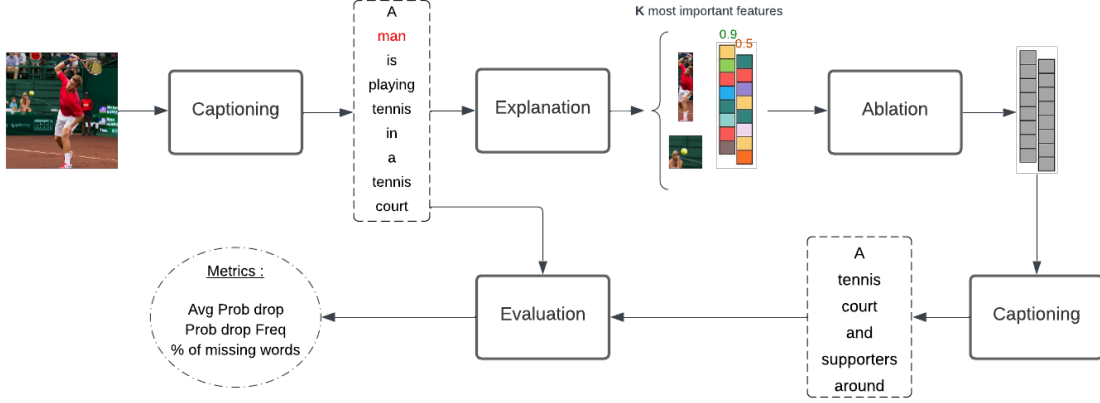 K most important features
A
man
is
playing
tennis
in
a
tennis
court
Captioning
Explanation
0.9
0.5
Ablation
Metrics :
Avg Prob drop
Prob drop Freq
% of missing words
Evaluation
A
tennis
court
and
supporters
around
Captioning